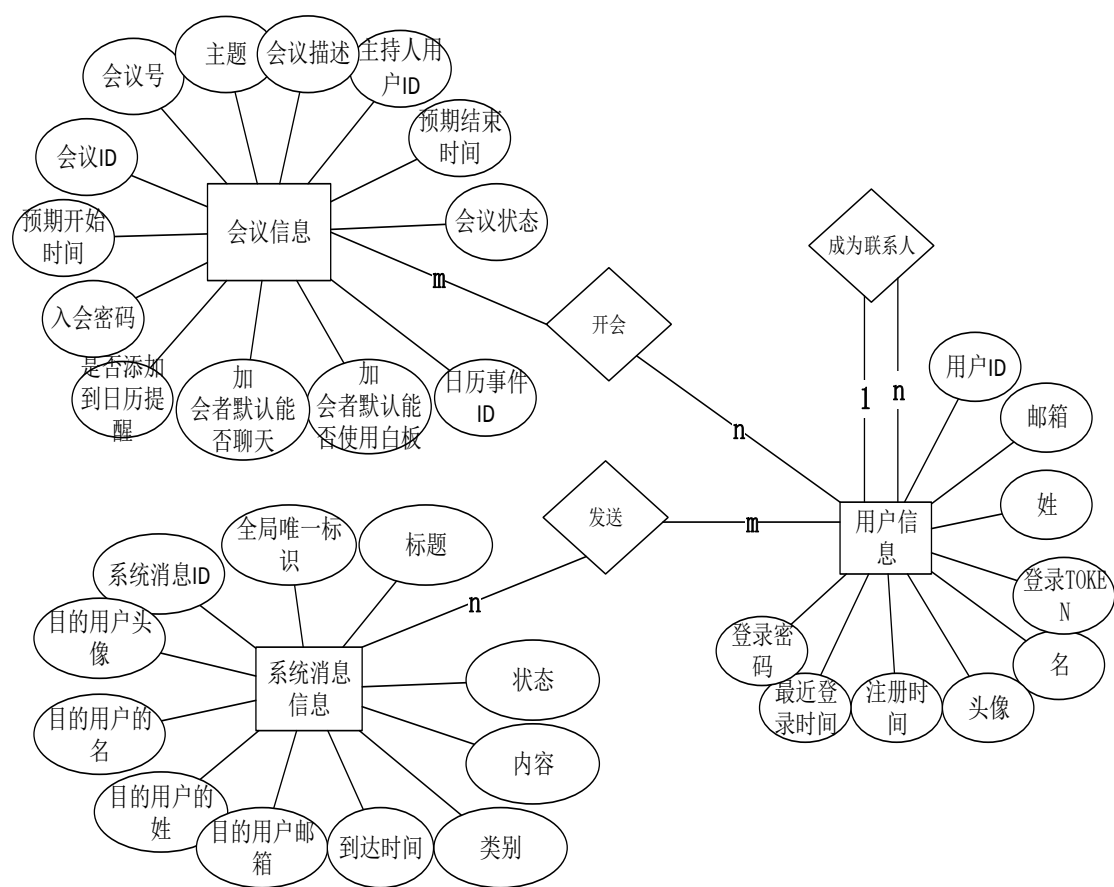 主题
会议描述
主持人用
户ID
会议号
预期结束
时间
会议ID
会议信息
会议状态
预期开始
时间
成为联系人
m
入会密码
开会
是否添加
到日历提
醒
加
会者默认能
否聊天
加
会者默认能
否使用白板
日历事件
ID
用户ID
1
n
邮箱
n
姓
全局唯一标
识
标题
发送
m
用户信
息
系统消息ID
登录TOKE
N
n
目的用户头
像
登录密
码
名
系统消息
信息
状态
最近登
录时间
注册时
间
头像
目的用户的
名
内容
目的用户的
姓
目的用户邮
箱
到达时间
类别